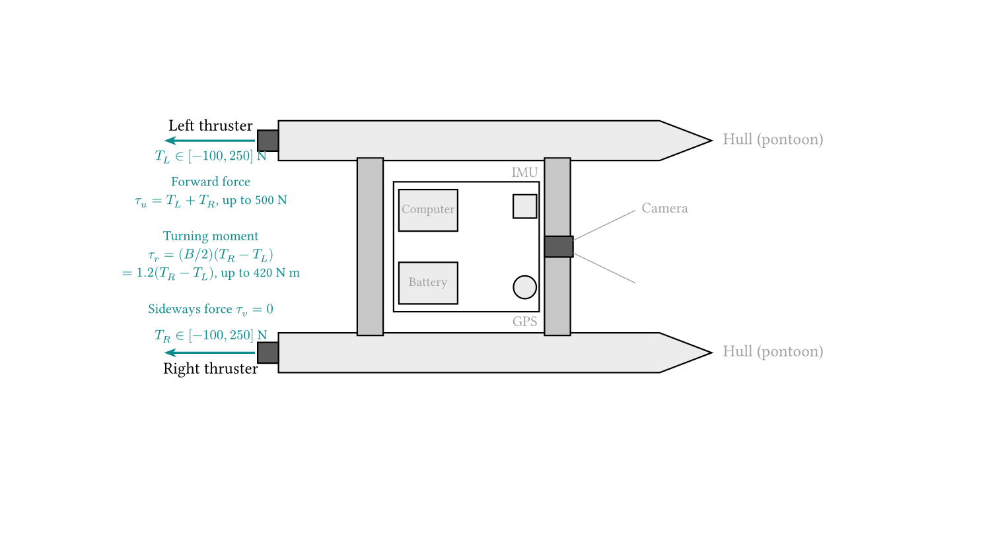 Left thruster
T_L ∈ [−100, 250] N
Forward force
τ_u = T_L + T_R, up to 500 N
Turning moment
τ_r = (B/2)(T_R − T_L)
= 1.2(T_R − T_L), up to 420 N m
Sideways force τ_v = 0
T_R ∈ [−100, 250] N
Right thruster
IMU
Computer
Battery
GPS
Camera
Hull (pontoon)
Hull (pontoon)